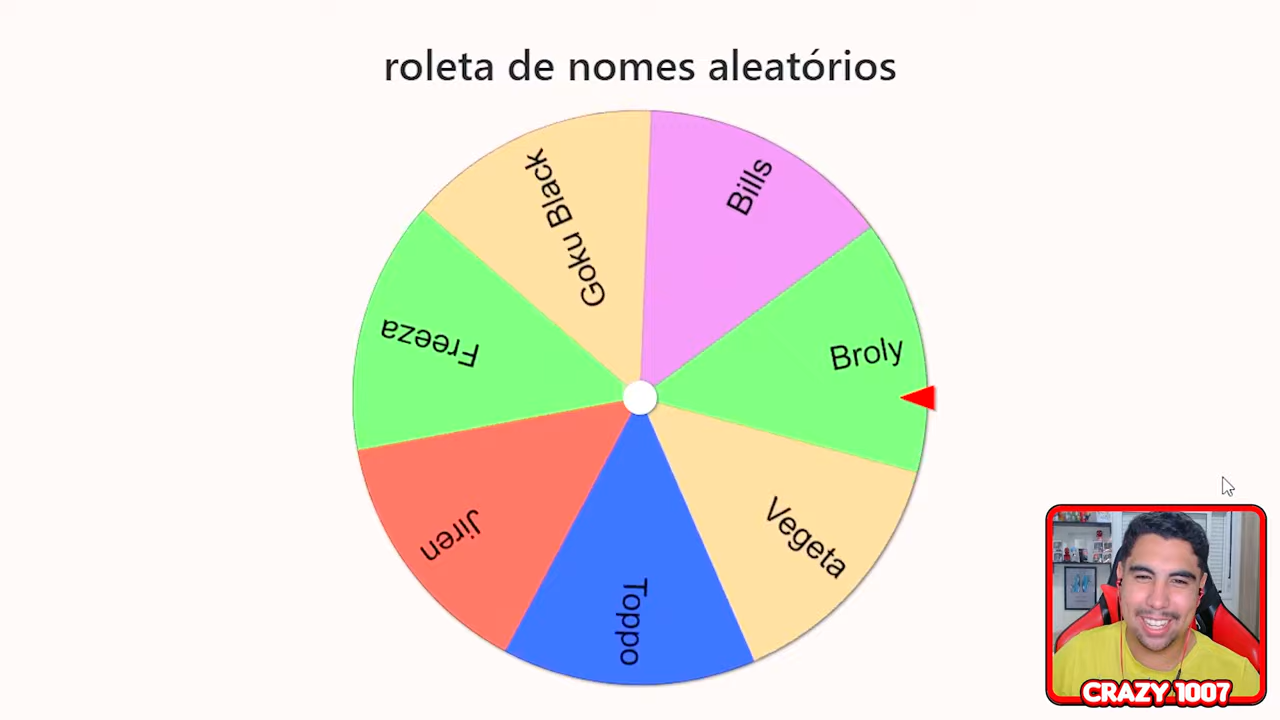 roleta de nomes aleatórios
Goku Black
Bills
Freeza
Broly
Jiren
Vegeta
Toppo
CRAZY 1007